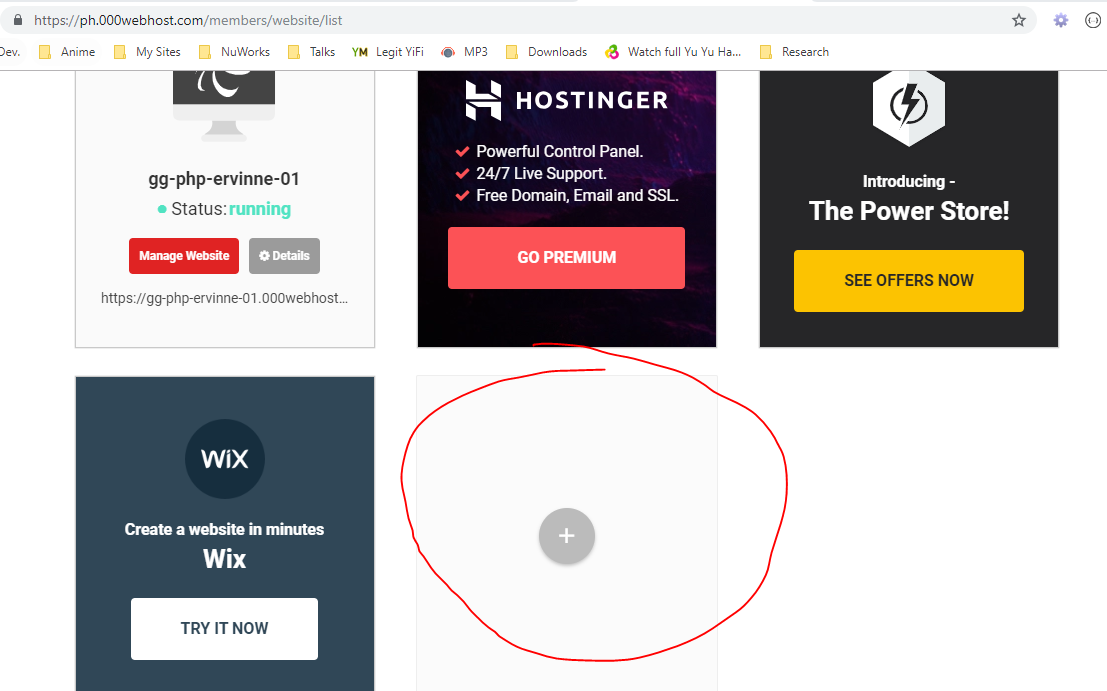 https://ph.000webhost.com/members/website/list
Dev. Anime My Sites NuWorks Talks YM Legit YiFi MP3 Downloads Watch full Yu Yu Ha... Research
gg-php-ervinne-01
Status: running
Manage Website Details
https://gg-php-ervinne-01.000webhost...
HOSTINGER
Powerful Control Panel.
24/7 Live Support.
Free Domain, Email and SSL.
GO PREMIUM
Introducing -
The Power Store!
SEE OFFERS NOW
WiX
Create a website in minutes
Wix
TRY IT NOW
+